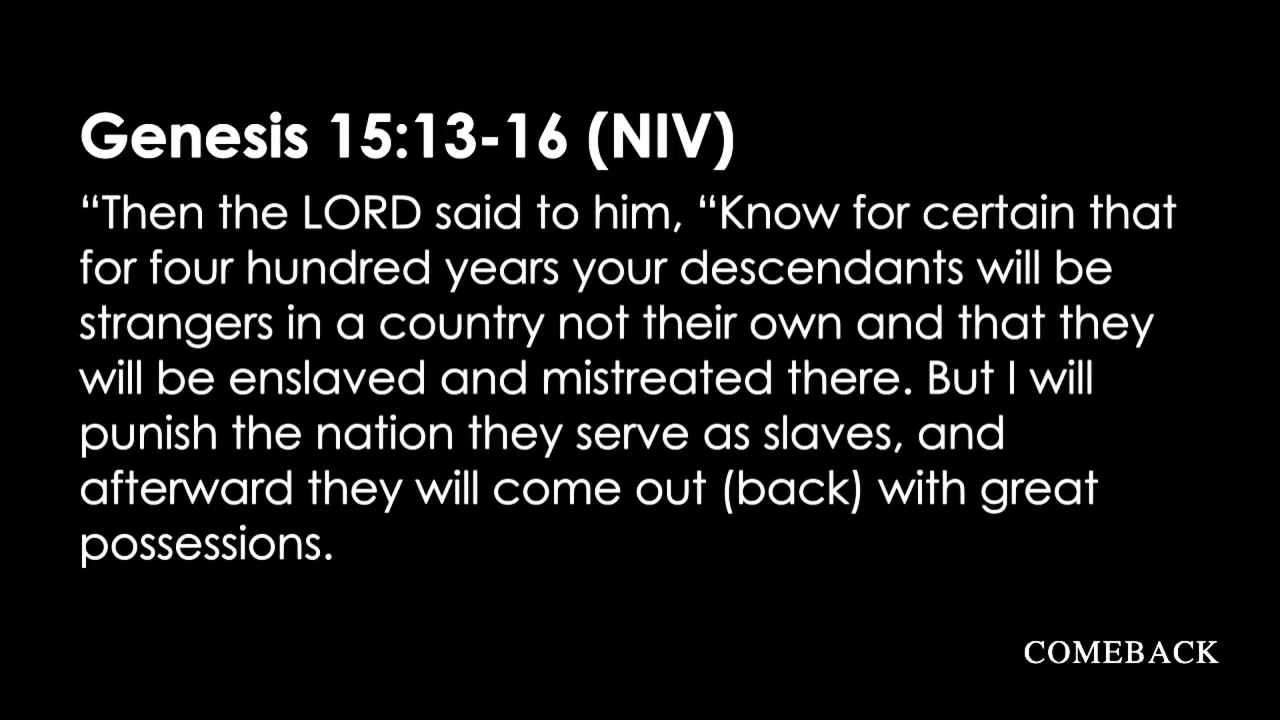 Genesis 15:13-16 (NIV)
“Then the LORD said to him, “Know for certain that
for four hundred years your descendants will be
strangers in a country not their own and that they
will be enslaved and mistreated there. But I will
punish the nation they serve as slaves, and
afterward they will come out (back) with great
possessions.
COMEBACK